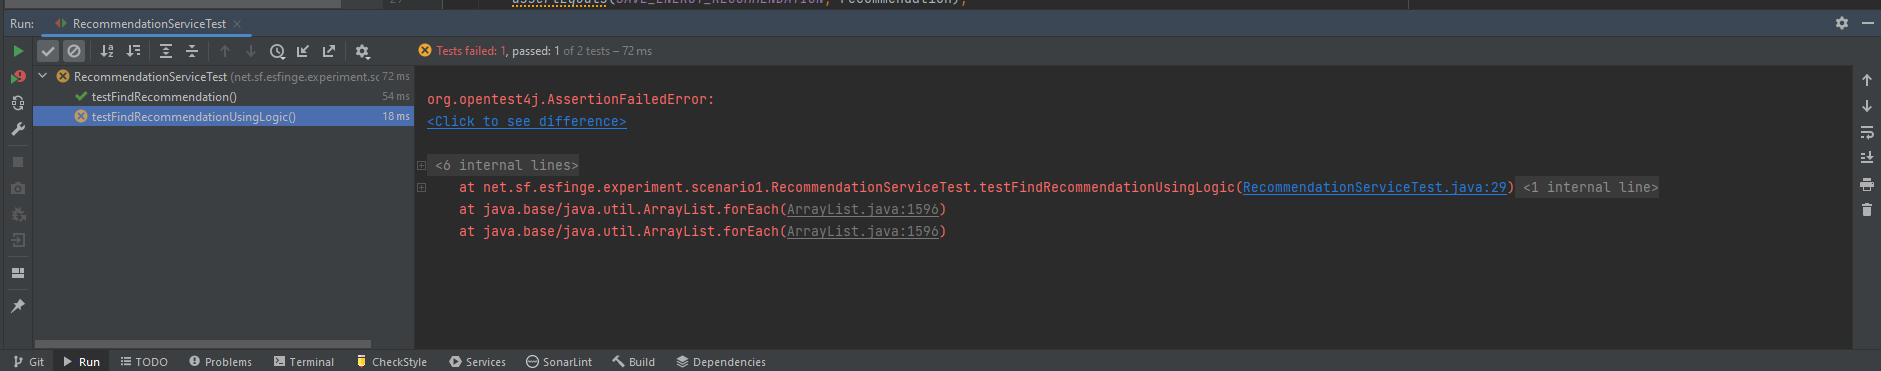 29 assertEquals(SAVE_ENERGY_RECOMMENDATION, recommendation);
Run: RecommendationServiceTest
Tests failed: 1, passed: 1 of 2 tests – 72 ms
RecommendationServiceTest (net.sf.esfinge.experiment.sc 72 ms
testFindRecommendation() 54 ms
testFindRecommendationUsingLogic() 18 ms
org.opentest4j.AssertionFailedError:
<Click to see difference>
<6 internal lines>
at net.sf.esfinge.experiment.scenario1.RecommendationServiceTest.testFindRecommendationUsingLogic(RecommendationServiceTest.java:29) <1 internal line>
at java.base/java.util.ArrayList.forEach(ArrayList.java:1596)
at java.base/java.util.ArrayList.forEach(ArrayList.java:1596)
Git Run TODO Problems Terminal CheckStyle Services SonarLint Build Dependencies